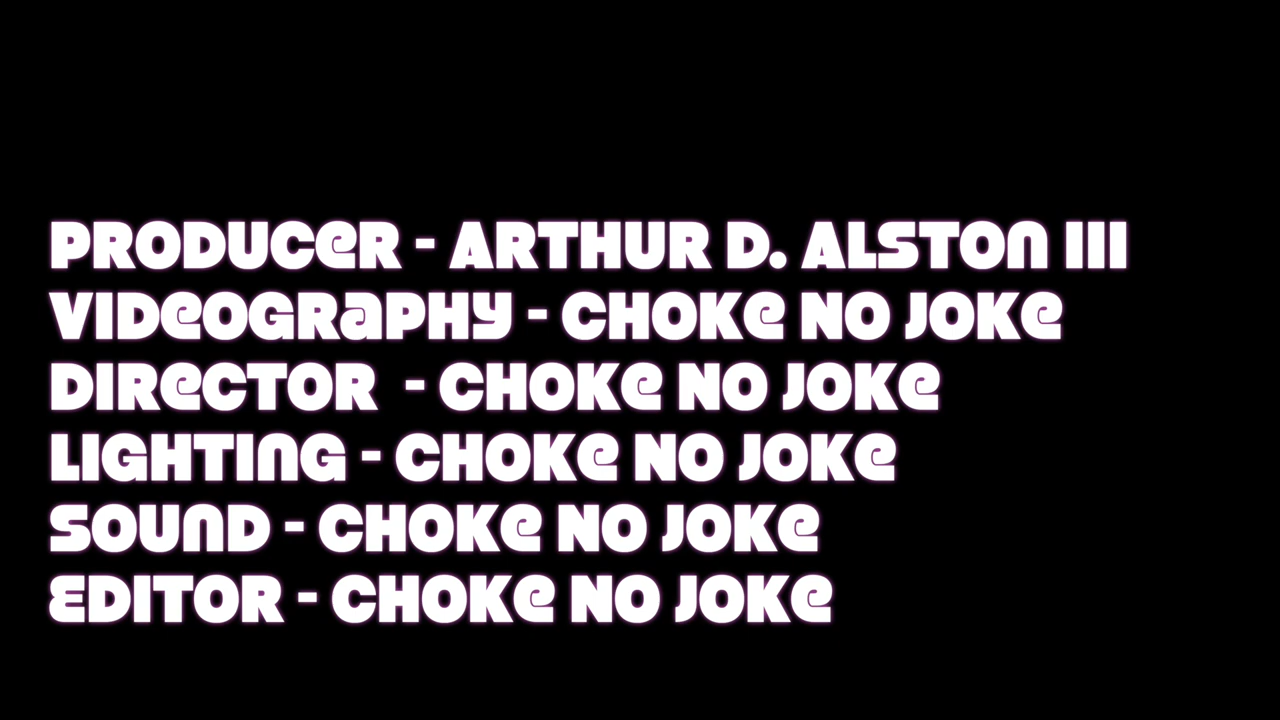 PRODUCER - ARTHUR D. ALSTON III
VIDEOGRAPHY - CHOKE NO JOKE
DIRECTOR - CHOKE NO JOKE
LIGHTING - CHOKE NO JOKE
SOUND - CHOKE NO JOKE
EDITOR - CHOKE NO JOKE